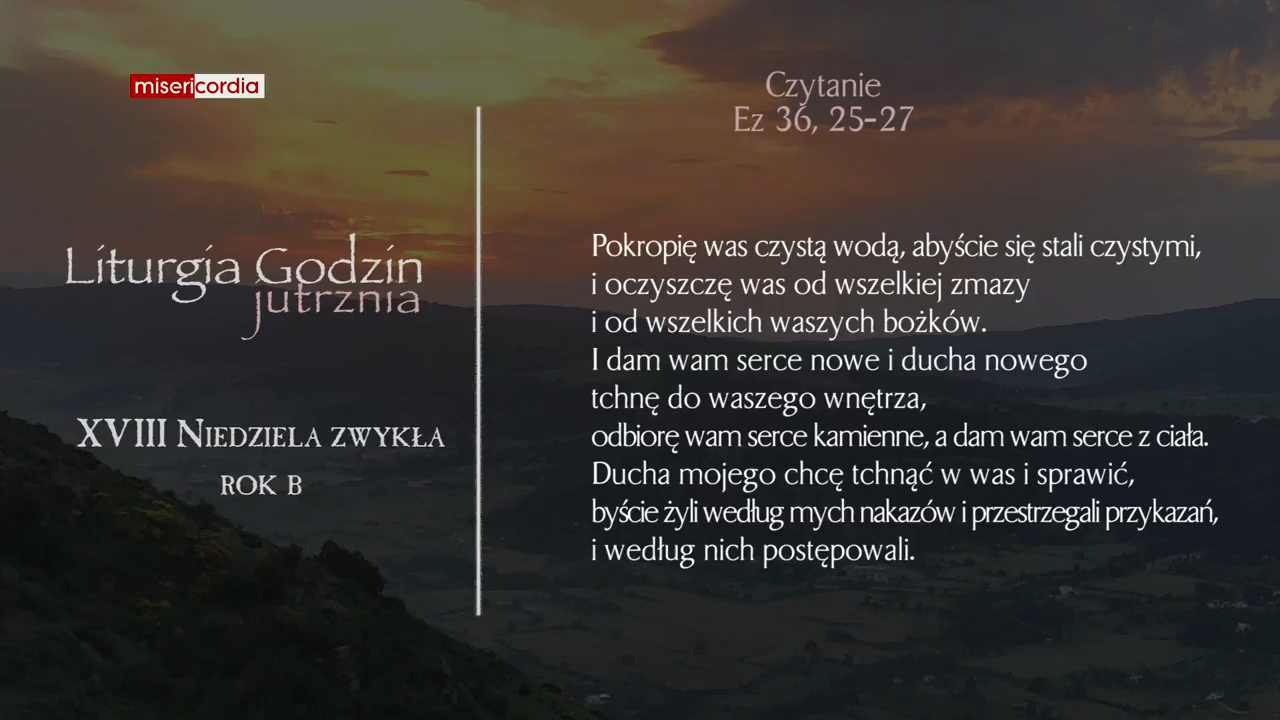 misericordia
Liturgia Godzin
jutrznia
XVIII Niedziela zwykła
rok B
Czytanie
Ez 36, 25-27
Pokropię was czystą wodą, abyście się stali czystymi,
i oczyszczę was od wszelkiej zmazy
i od wszelkich waszych bożków.
I dam wam serce nowe i ducha nowego
tchnę do waszego wnętrza,
odbiorę wam serce kamienne, a dam wam serce z ciała.
Ducha mojego chcę tchnąć w was i sprawić,
byście żyli według mych nakazów i przestrzegali przykazań,
i według nich postępowali.